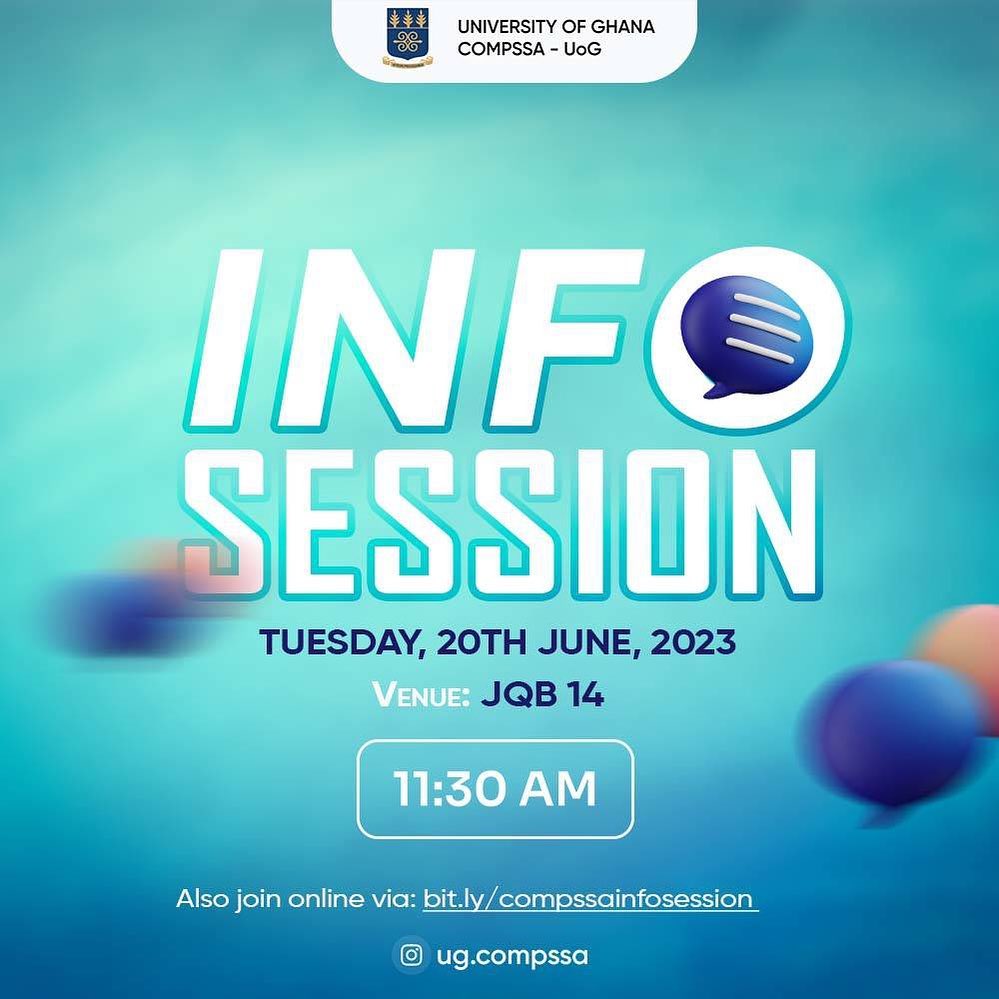 UNIVERSITY OF GHANA
COMPSSA - UoG
INFO
SESSION
TUESDAY, 20TH JUNE, 2023
VENUE: JQB 14
11:30 AM
Also join online via: bit.ly/compssainfosession
ug.compssa